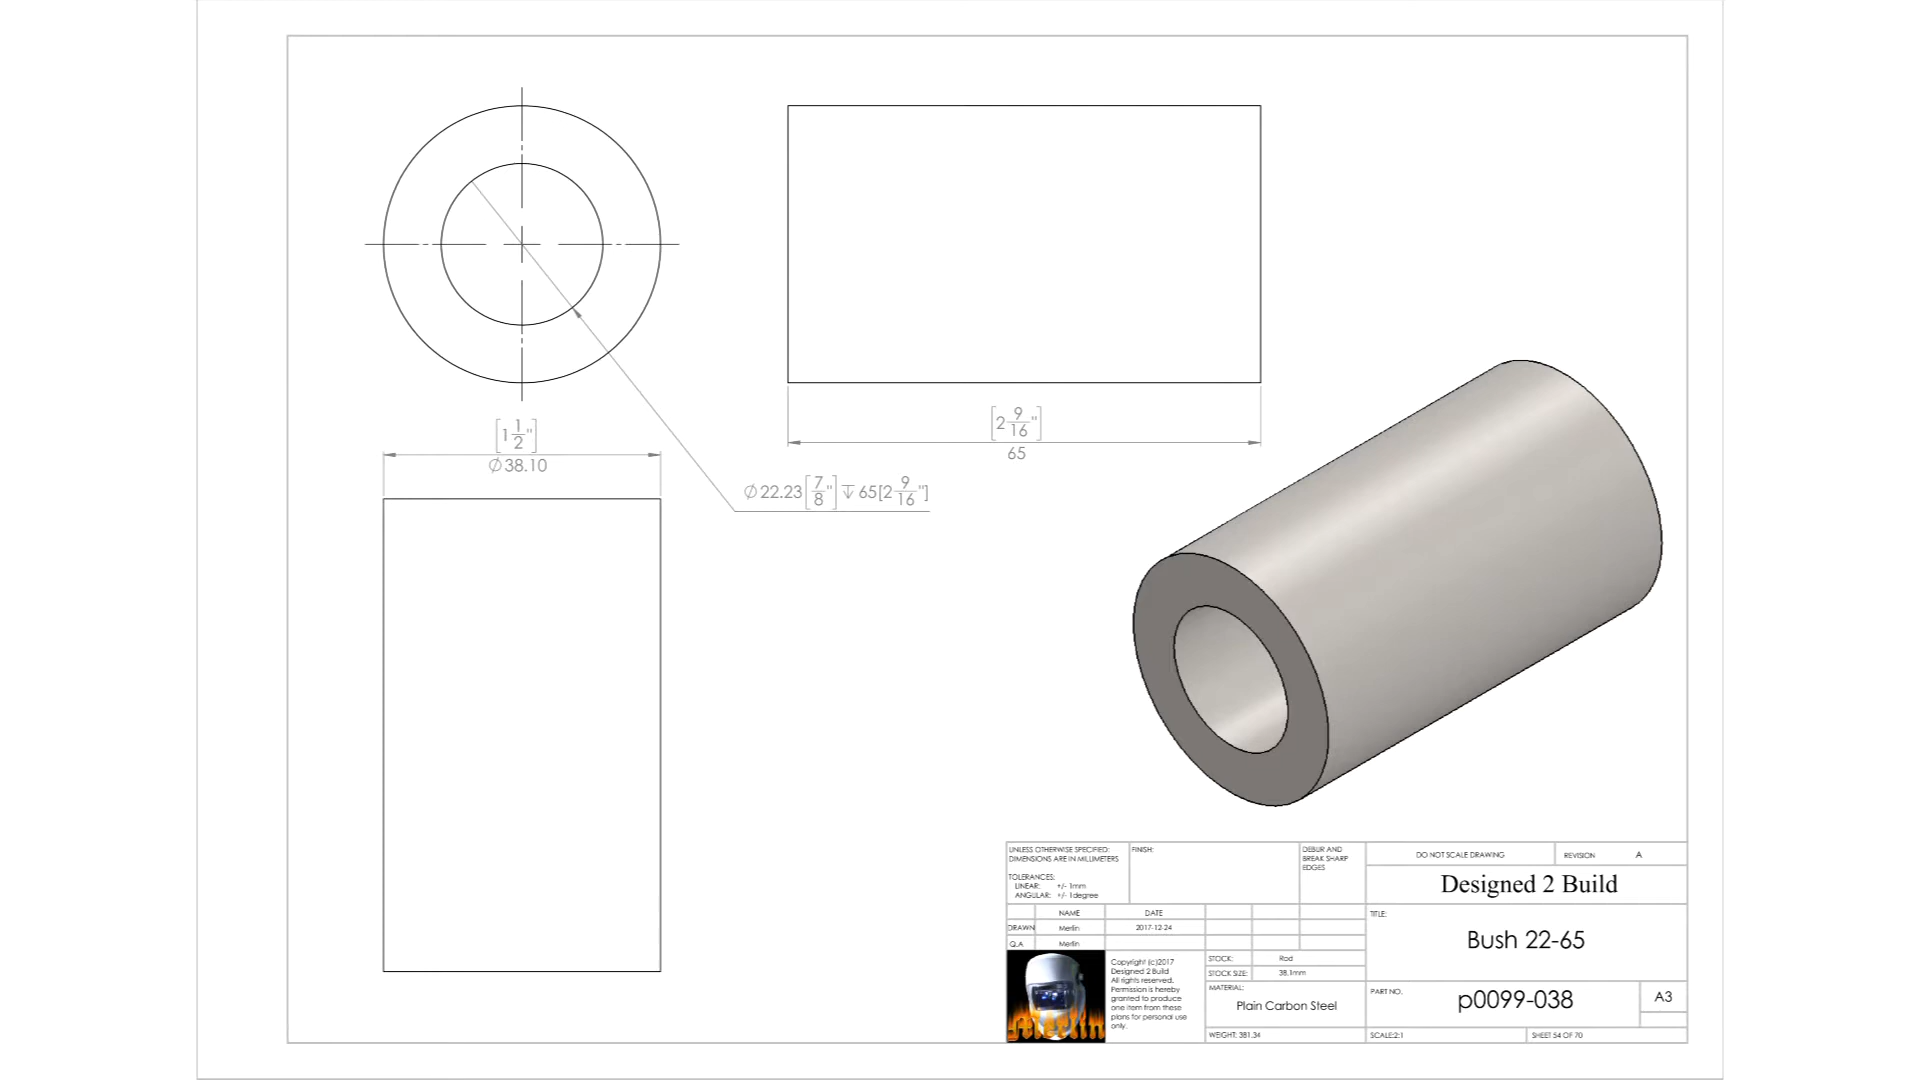 [1 1/2"]
⌀38.10
[2 9/16"]
65
⌀22.23[7/8"]↧65[2 9/16"]
UNLESS OTHERWISE SPECIFIED:
DIMENSIONS ARE IN MILLIMETERS
TOLERANCES:
LINEAR: +/- 1mm
ANGULAR: +/- 1degree
FINISH:
DEBUR AND
BREAK SHARP
EDGES
DO NOT SCALE DRAWING
REVISION A
Designed 2 Build
NAME DATE
DRAWN Merlin 2017-12-24
Q.A Merlin
TITLE:
Bush 22-65
Merlin
Copyright (c)2017
Designed 2 Build
All rights reserved.
Permission is hereby
granted to produce
one item from these
plans for personal use
only.
STOCK: Rod
STOCK SIZE: 38.1mm
MATERIAL:
Plain Carbon Steel
WEIGHT: 381.34
PART NO.
p0099-038
A3
SCALE:2:1
SHEET 54 OF 70